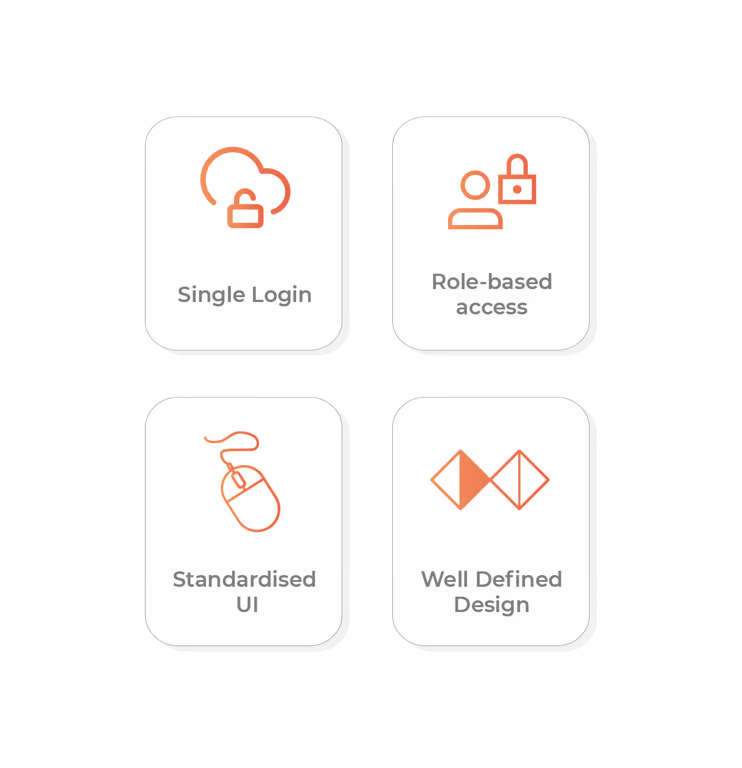 Single Login
Role-based
access
Standardised
UI
Well Defined
Design